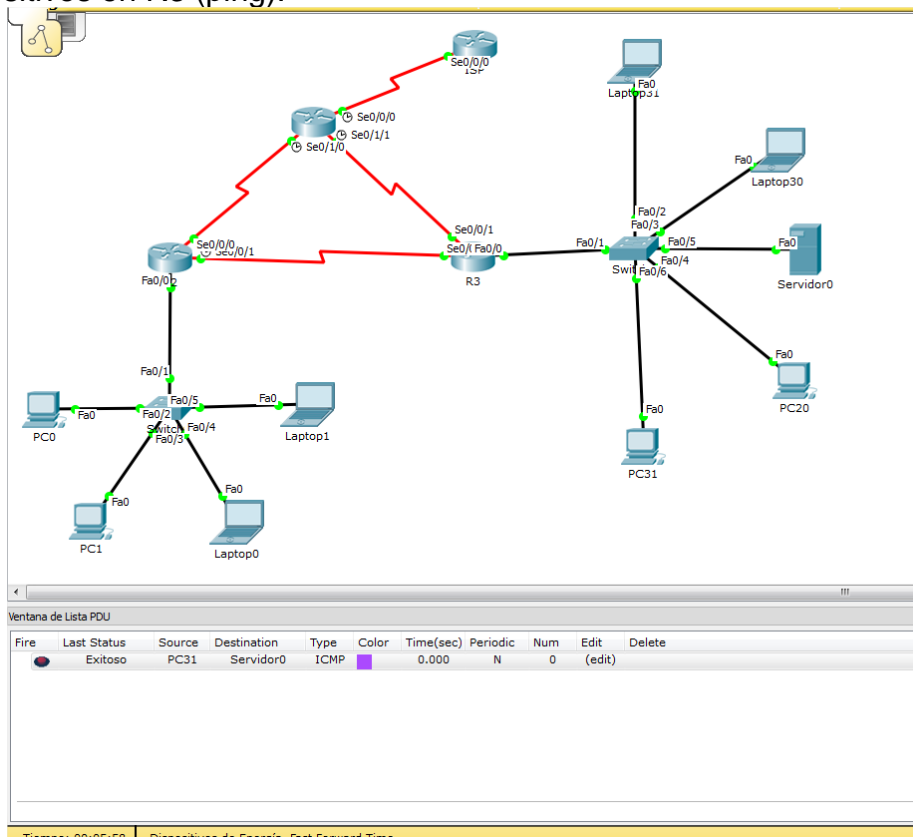 (ping).
ISP
Se0/0/0
Fa0
Laptop31
Se0/0/0
Se0/1/1
Se0/1/0
Fa0
Laptop30
Fa0/2
Fa0/3
Se0/0/1
Se0/0/0
Se0/0/1
Fa0/0
Fa0/1
Fa0/5
Fa0
Fa0/4
Fa0/6
R3
Servidor0
Fa0/0
Fa0/1
Fa0
PC20
Fa0
Fa0/5
Fa0
Fa0/2
PC0
Switch
Fa0/4
Fa0/3
Laptop1
Fa0
PC31
Fa0
Fa0
PC1
Laptop0
Ventana de Lista PDU
Fire Last Status Source Destination Type Color Time(sec) Periodic Num Edit Delete
Exitoso PC31 Servidor0 ICMP 0.000 N 0 (edit)